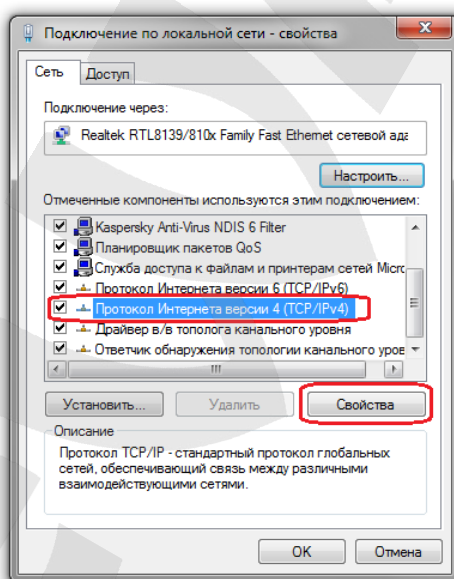 Подключение по локальной сети - свойства
Сеть Доступ
Подключение через:
Realtek RTL8139/810x Family Fast Ethernet сетевой ада
Настроить...
Отмеченные компоненты используются этим подключением:
Kaspersky Anti-Virus NDIS 6 Filter
Планировщик пакетов QoS
Служба доступа к файлам и принтерам сетей Micro
Протокол Интернета версии 6 (TCP/IPv6)
Протокол Интернета версии 4 (TCP/IPv4)
Драйвер в/в тополога канального уровня
Ответчик обнаружения топологии канального уров
Установить... Удалить Свойства
Описание
Протокол TCP/IP - стандартный протокол глобальных
сетей, обеспечивающий связь между различными
взаимодействующими сетями.
ОК Отмена